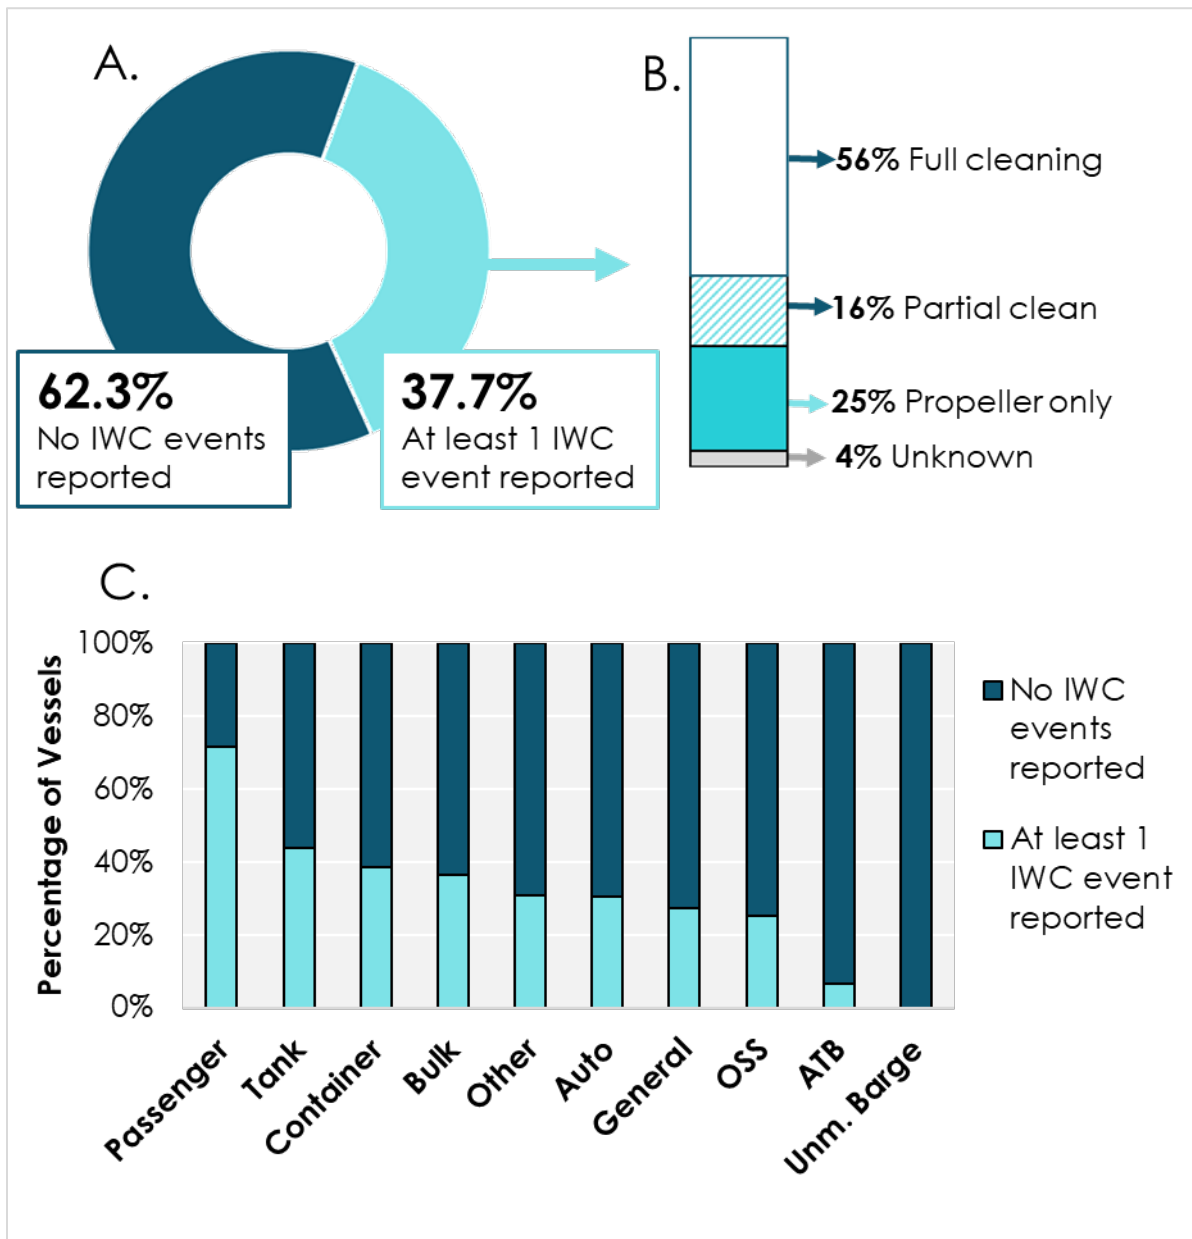 A.
62.3%
No IWC events
reported
37.7%
At least 1 IWC
event reported
B.
56% Full cleaning
16% Partial clean
25% Propeller only
4% Unknown
C.
Percentage of Vessels
100%
80%
60%
40%
20%
0%
Passenger
Tank
Container
Bulk
Other
Auto
General
OSS
ATB
Unm. Barge
No IWC
events
reported
At least 1
IWC event
reported